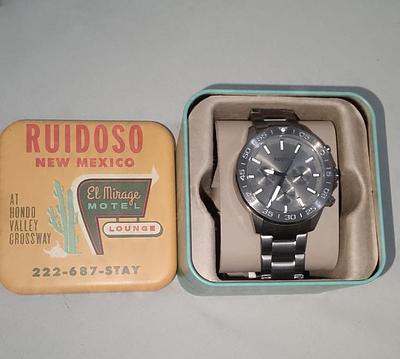 RUIDOSO
NEW MEXICO
El Mirage
MOTEL
LOUNGE
AT
HONDO
VALLEY
CROSSWAY
222-687-STAY